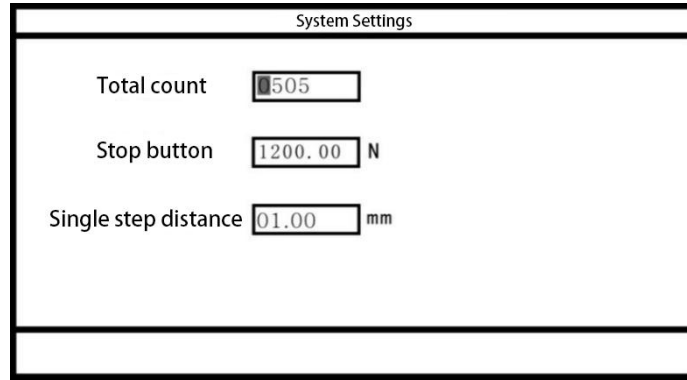 System Settings
Total count 0505
Stop button 1200.00 N
Single step distance 01.00 mm